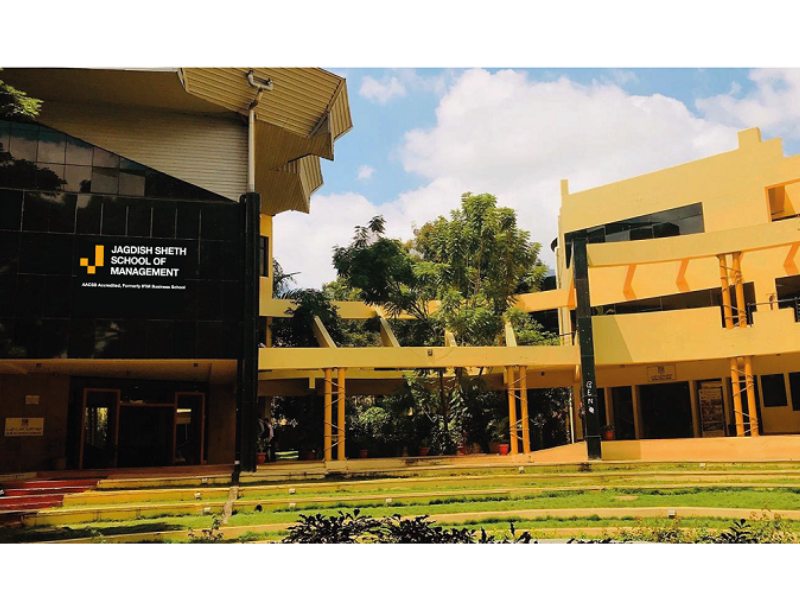 JAGDISH SHETH
SCHOOL OF
MANAGEMENT
AACSB Accredited, Formerly IFIM Business School